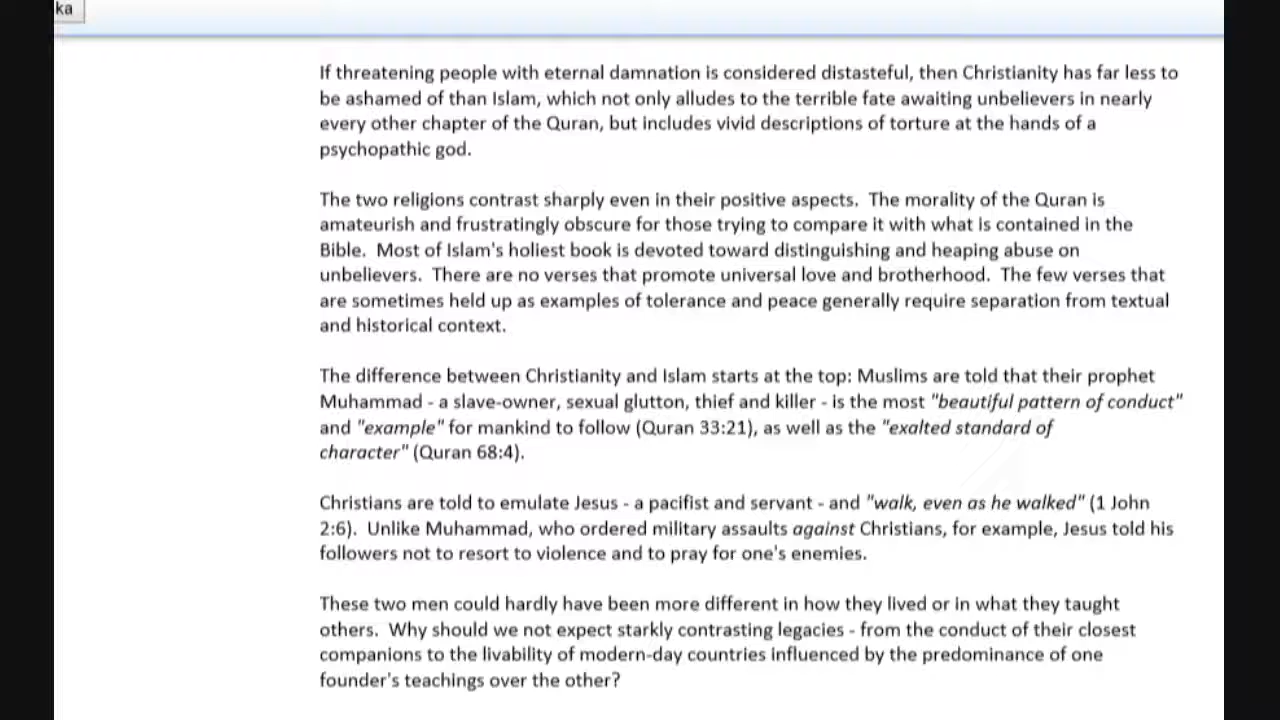 ka
If threatening people with eternal damnation is considered distasteful, then Christianity has far less to
be ashamed of than Islam, which not only alludes to the terrible fate awaiting unbelievers in nearly
every other chapter of the Quran, but includes vivid descriptions of torture at the hands of a
psychopathic god.
The two religions contrast sharply even in their positive aspects.  The morality of the Quran is
amateurish and frustratingly obscure for those trying to compare it with what is contained in the
Bible.  Most of Islam's holiest book is devoted toward distinguishing and heaping abuse on
unbelievers.  There are no verses that promote universal love and brotherhood.  The few verses that
are sometimes held up as examples of tolerance and peace generally require separation from textual
and historical context.
The difference between Christianity and Islam starts at the top: Muslims are told that their prophet
Muhammad - a slave-owner, sexual glutton, thief and killer - is the most "beautiful pattern of conduct"
and "example" for mankind to follow (Quran 33:21), as well as the "exalted standard of
character" (Quran 68:4).
Christians are told to emulate Jesus - a pacifist and servant - and "walk, even as he walked" (1 John
2:6).  Unlike Muhammad, who ordered military assaults against Christians, for example, Jesus told his
followers not to resort to violence and to pray for one's enemies.
These two men could hardly have been more different in how they lived or in what they taught
others.  Why should we not expect starkly contrasting legacies - from the conduct of their closest
companions to the livability of modern-day countries influenced by the predominance of one
founder's teachings over the other?